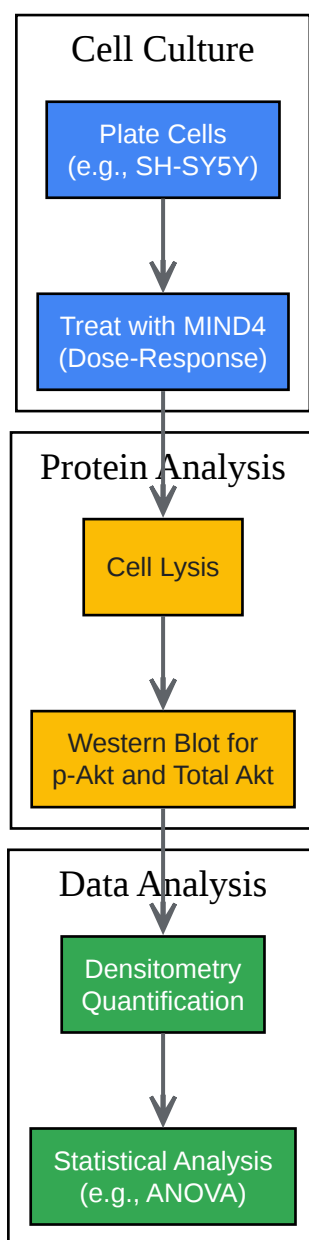 Cell Culture
Plate Cells
(e.g., SH-SY5Y)
Treat with MIND4
(Dose-Response)
Protein Analysis
Cell Lysis
Western Blot for
p-Akt and Total Akt
Data Analysis
Densitometry
Quantification
Statistical Analysis
(e.g., ANOVA)